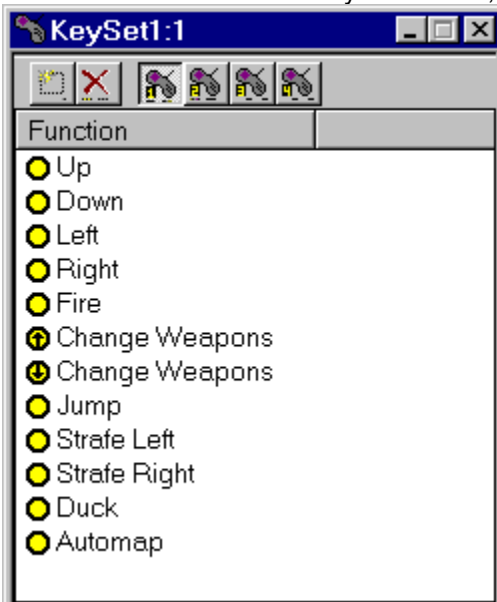 KeySet1:1
Function
Up
Down
Left
Right
Fire
Change Weapons
Change Weapons
Jump
Strafe Left
Strafe Right
Duck
Automap